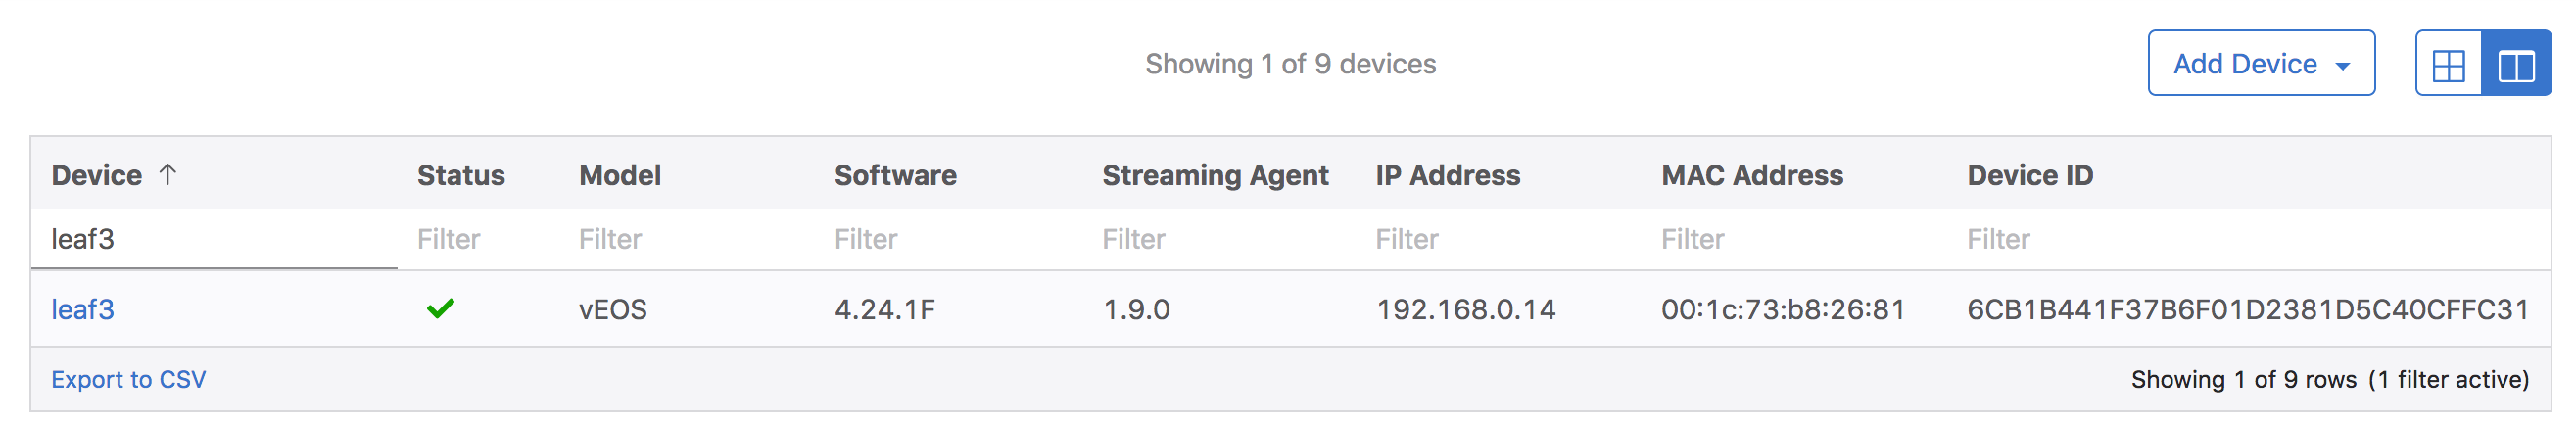 Showing 1 of 9 devices Add Device
Device ↑ Status Model Software Streaming Agent IP Address MAC Address Device ID
leaf3 Filter Filter Filter Filter Filter Filter Filter
leaf3 vEOS 4.24.1F 1.9.0 192.168.0.14 00:1c:73:b8:26:81 6CB1B441F37B6F01D2381D5C40CFFC31
Export to CSV Showing 1 of 9 rows (1 filter active)